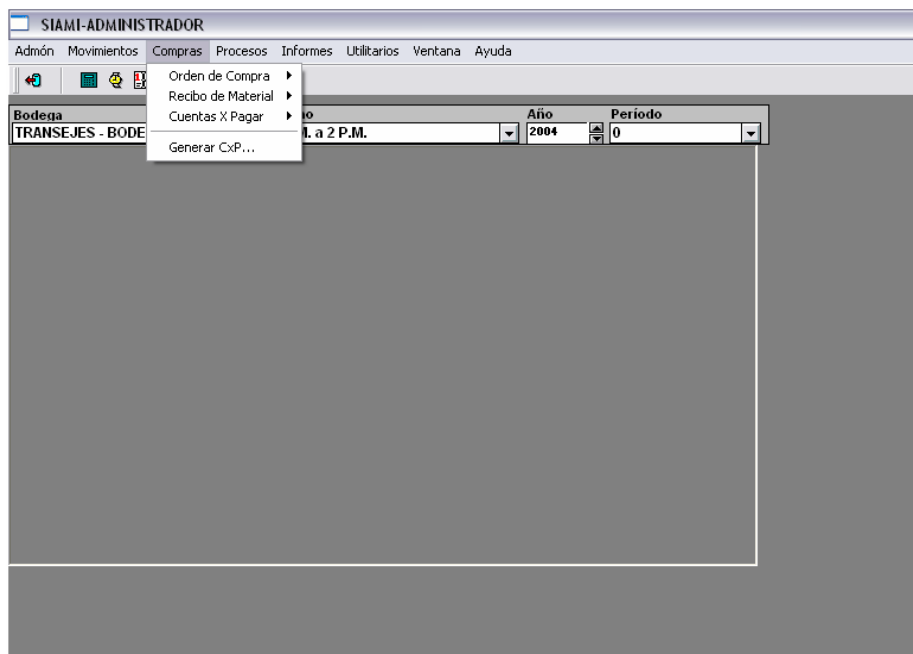 SIAMI-ADMINISTRADOR
Admón Movimientos Compras Procesos Informes Utilitarios Ventana Ayuda
Orden de Compra
Recibo de Material
Cuentas X Pagar
Generar CxP...
Bodega Año Período
TRANSEJES - BODE a 2 P.M. 2004 0